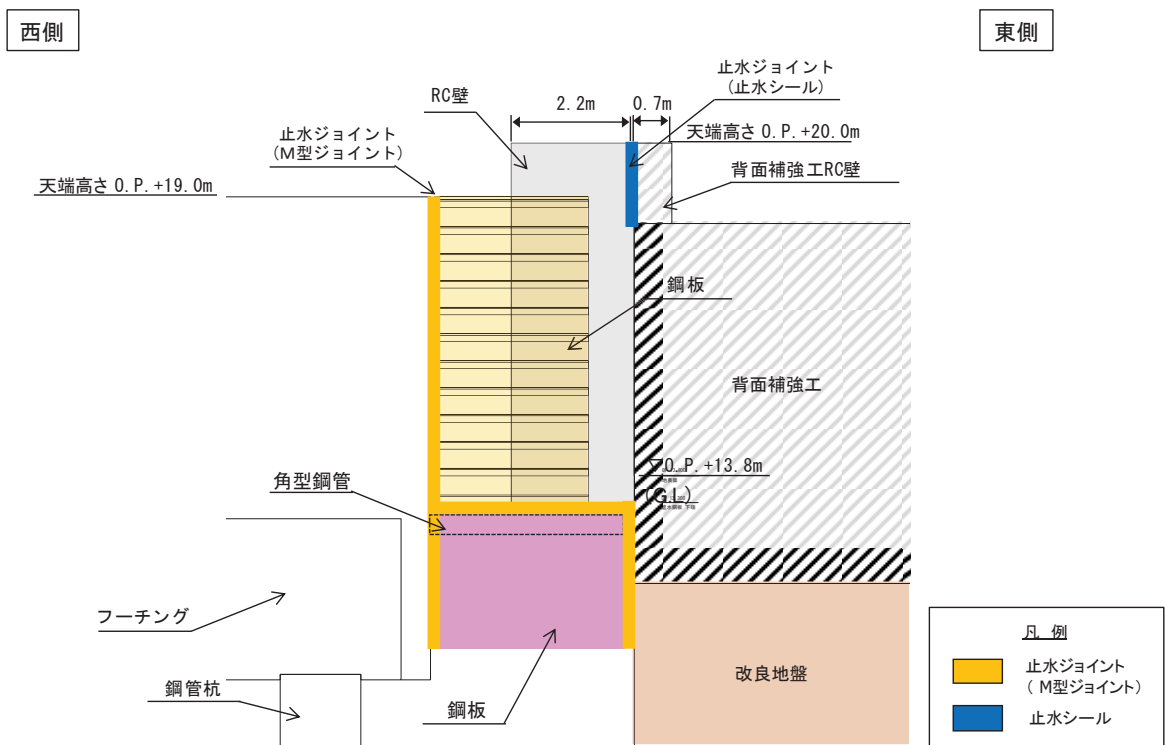 西側
東側
止水ジョイント
(止水シール)
RC壁
2.2m
0.7m
天端高さO.P.+20.0m
止水ジョイント
(M型ジョイント)
背面補強工RC壁
天端高さO.P.+19.0m
鋼板
背面補強工
▽O.P.+13.8m
(GL)
角型鋼管
フーチング
鋼管杭
鋼板
改良地盤
凡 例
止水ジョイント
( M型ジョイント)
止水シール